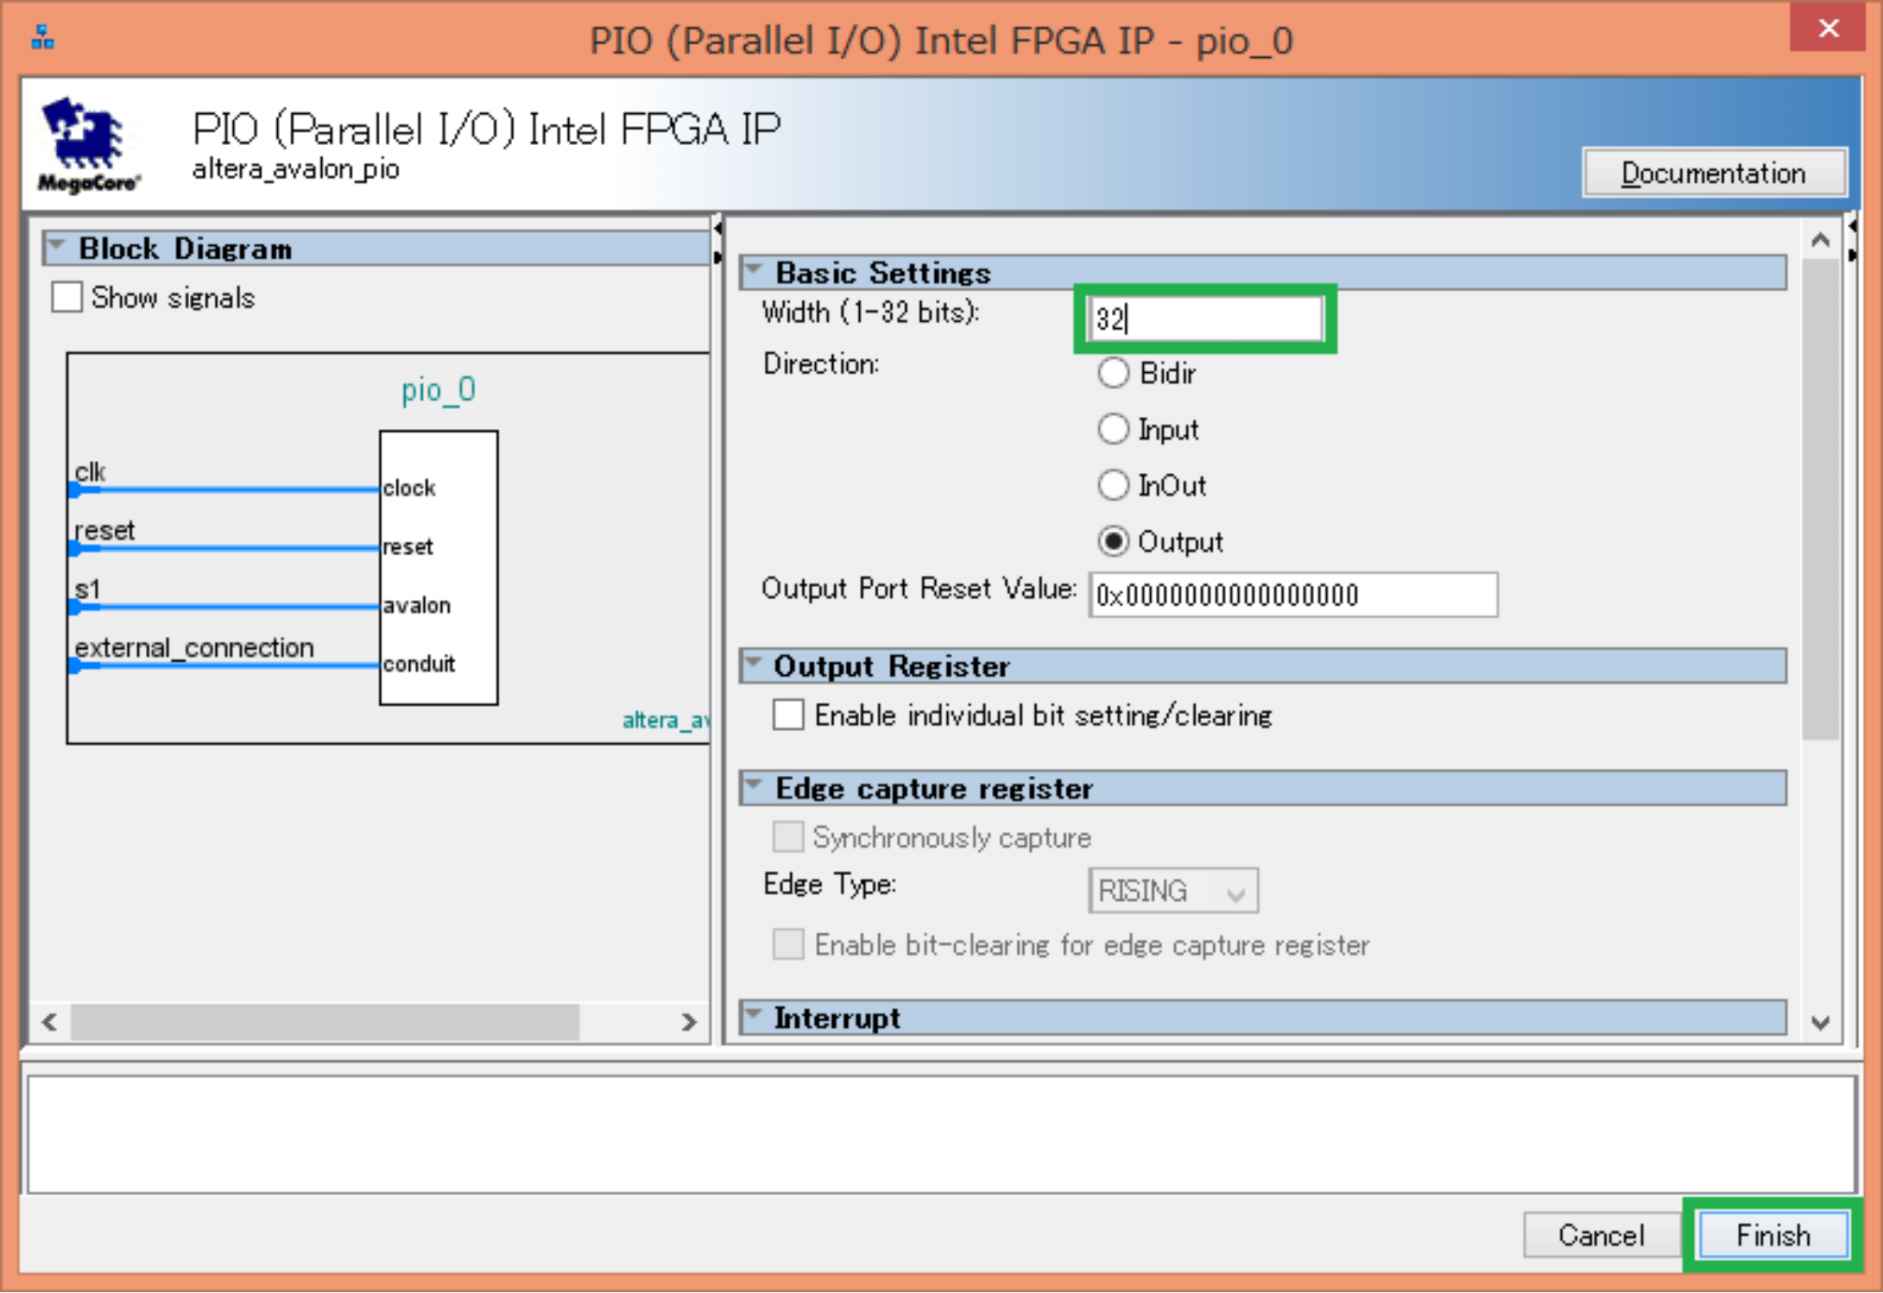 PIO (Parallel I/O) Intel FPGA IP - pio_0
PIO (Parallel I/O) Intel FPGA IP
altera_avalon_pio
MegaCore®
Documentation
Block Diagram
Show signals
pio_0
clk
clock
reset
reset
s1
avalon
external_connection
conduit
altera_av
Basic Settings
Width (1-32 bits):
32
Direction:
Bidir
Input
InOut
Output
Output Port Reset Value:
0x0000000000000000
Output Register
Enable individual bit setting/clearing
Edge capture register
Synchronously capture
Edge Type:
RISING
Enable bit-clearing for edge capture register
Interrupt
Cancel
Finish